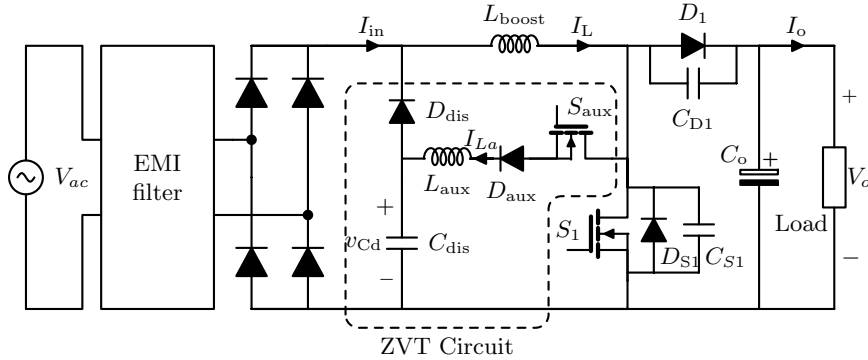 I_in
L_boost
I_L
D_1
I_o
C_D1
D_dis
S_aux
I_La
L_aux
D_aux
V_ac
EMI
filter
+
v_Cd
C_dis
−
S_1
D_S1
C_S1
C_o
+
+
V_o
Load
−
ZVT Circuit